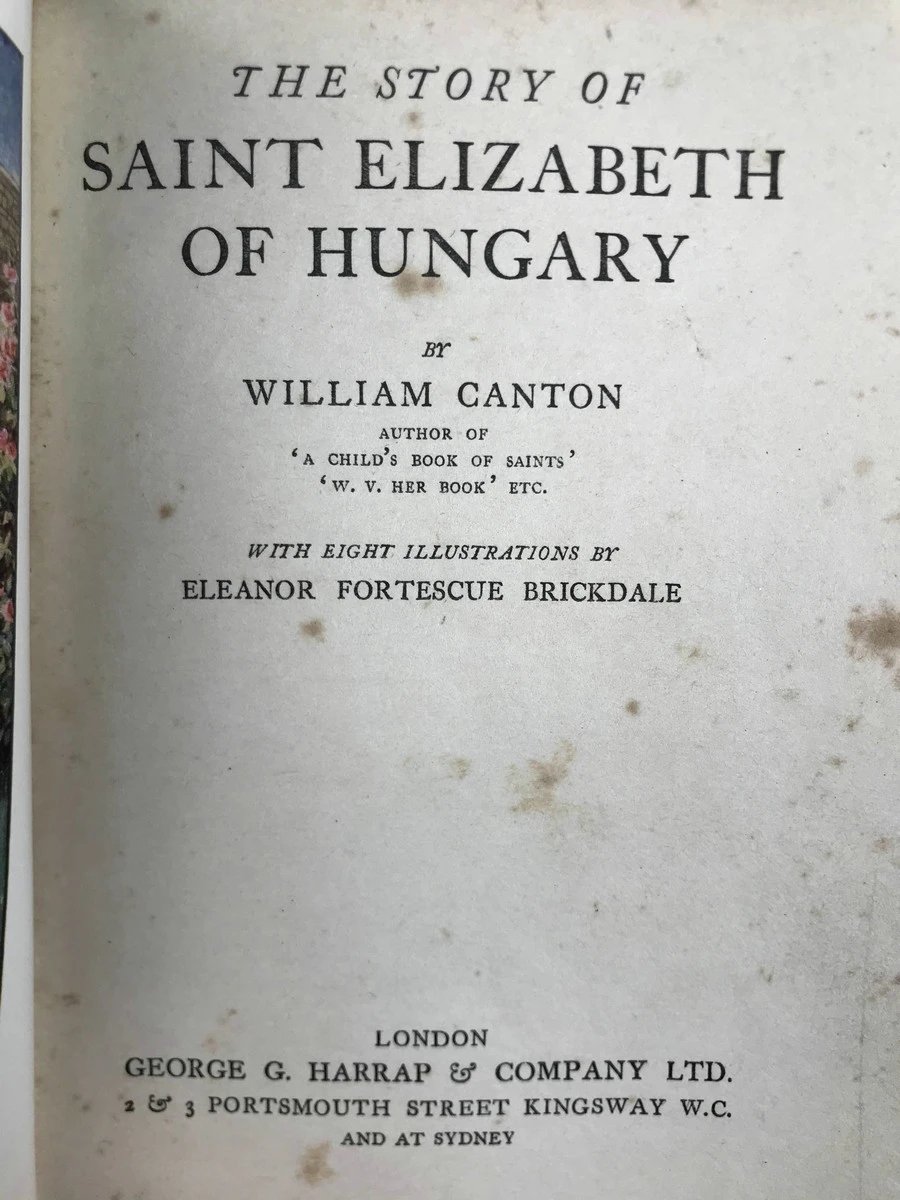 THE STORY OF
SAINT ELIZABETH
OF HUNGARY
BY
WILLIAM CANTON
AUTHOR OF
‘A CHILD’S BOOK OF SAINTS’
‘W. V. HER BOOK’ ETC.
WITH EIGHT ILLUSTRATIONS BY
ELEANOR FORTESCUE BRICKDALE
LONDON
GEORGE G. HARRAP & COMPANY LTD.
2 & 3 PORTSMOUTH STREET KINGSWAY W.C.
AND AT SYDNEY